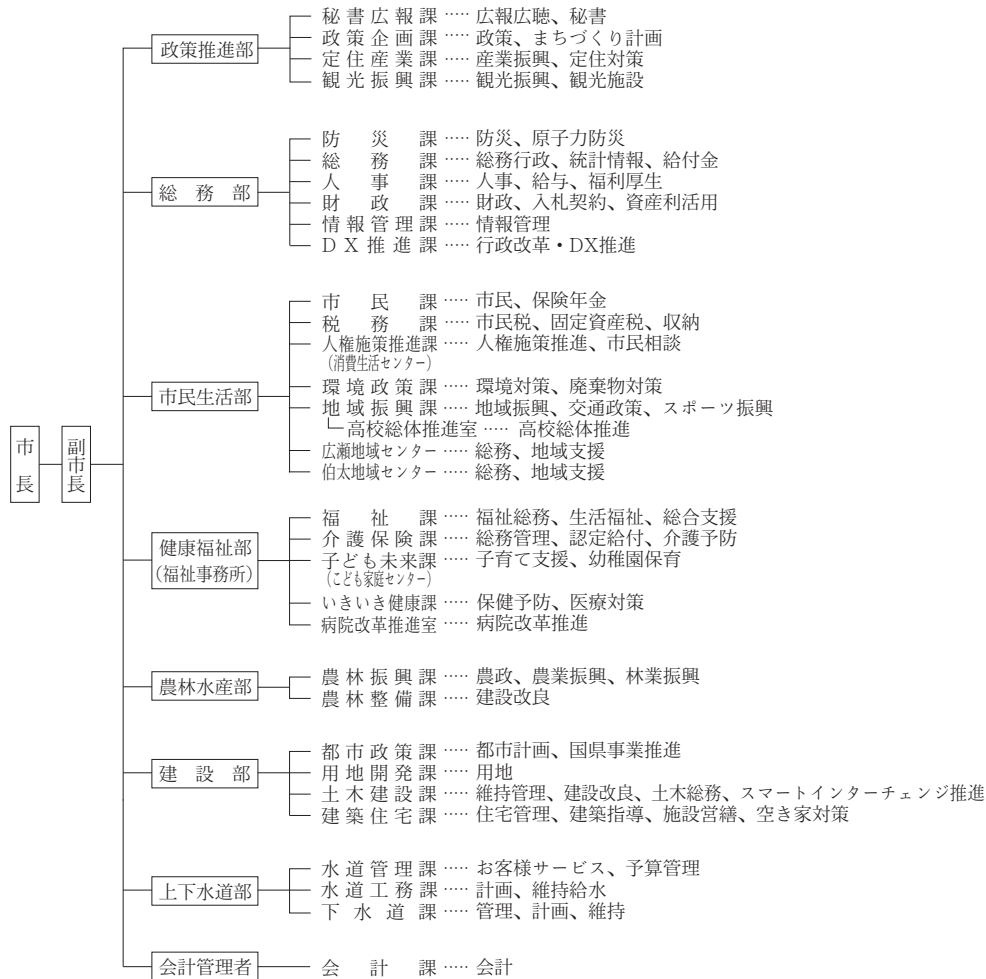 市長
副市長
政策推進部
秘書広報課 ····· 広報広聴、秘書
政策企画課 ····· 政策、まちづくり計画
定住産業課 ····· 産業振興、定住対策
観光振興課 ····· 観光振興、観光施設
総務部
防災課 ····· 防災、原子力防災
総務課 ····· 総務行政、統計情報、給付金
人事課 ····· 人事、給与、福利厚生
財政課 ····· 財政、入札契約、資産利活用
情報管理課 ····· 情報管理
DX推進課 ····· 行政改革・DX推進
市民生活部
市民課 ····· 市民、保険年金
税務課 ····· 市民税、固定資産税、収納
人権施策推進課 ····· 人権施策推進、市民相談
(消費生活センター)
環境政策課 ····· 環境対策、廃棄物対策
地域振興課 ····· 地域振興、交通政策、スポーツ振興
高校総体推進室 ····· 高校総体推進
広瀬地域センター ····· 総務、地域支援
伯太地域センター ····· 総務、地域支援
健康福祉部
(福祉事務所)
福祉課 ····· 福祉総務、生活福祉、総合支援
介護保険課 ····· 総務管理、認定給付、介護予防
子ども未来課 ····· 子育て支援、幼稚園保育
(こども家庭センター)
いきいき健康課 ····· 保健予防、医療対策
病院改革推進室 ····· 病院改革推進
農林水産部
農林振興課 ····· 農政、農業振興、林業振興
農林整備課 ····· 建設改良
建設部
都市政策課 ····· 都市計画、国県事業推進
用地開発課 ····· 用地
土木建設課 ····· 維持管理、建設改良、土木総務、スマートインターチェンジ推進
建築住宅課 ····· 住宅管理、建築指導、施設営繕、空き家対策
上下水道部
水道管理課 ····· お客様サービス、予算管理
水道工務課 ····· 計画、維持給水
下水道課 ····· 管理、計画、維持
会計管理者
会計課 ····· 会計